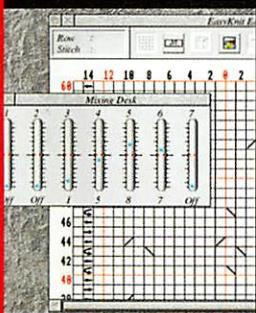 EasyKnit E
Row :
Stitch :
14 12 10 8 6 4 2 0 2
60
Mixing Desk
1 2 3 4 5 6 7
Off Off 1 5 8 7 Off
46
44
42
40